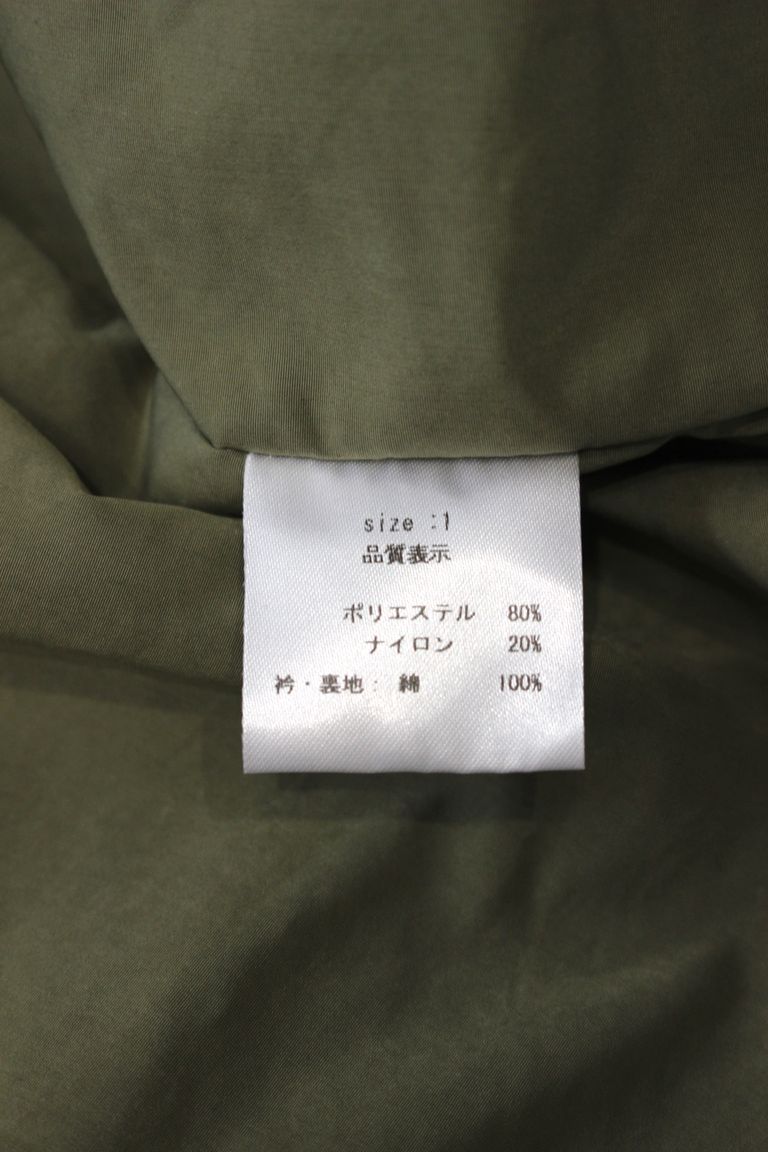 size :1
品質表示
ポリエステル 80%
ナイロン 20%
衿・裏地: 綿 100%